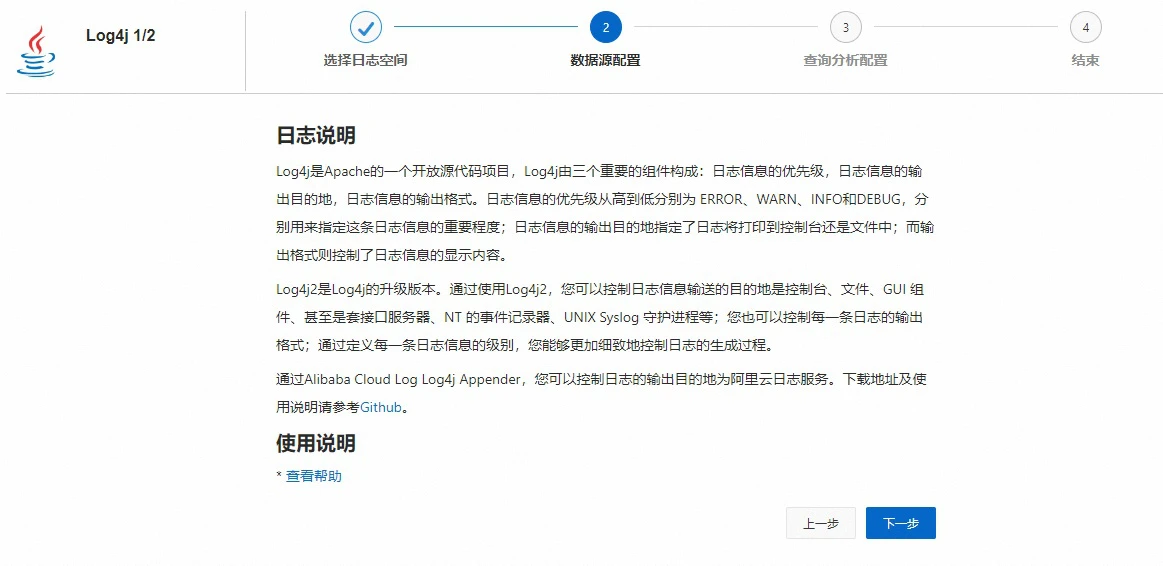 Log4j 1/2
2
3
4
选择日志空间
数据源配置
查询分析配置
结束
日志说明
Log4j是Apache的一个开放源代码项目，Log4j由三个重要的组件构成：日志信息的优先级，日志信息的输
出目的地，日志信息的输出格式。日志信息的优先级从高到低分别为 ERROR、WARN、INFO和DEBUG，分
别用来指定这条日志信息的重要程度；日志信息的输出目的地指定了日志将打印到控制台还是文件中；而输
出格式则控制了日志信息的显示内容。
Log4j2是Log4j的升级版本。通过使用Log4j2，您可以控制日志信息输送的目的地是控制台、文件、GUI 组
件、甚至是套接口服务器、NT 的事件记录器、UNIX Syslog 守护进程等；您也可以控制每一条日志的输出
格式；通过定义每一条日志信息的级别，您能够更加细致地控制日志的生成过程。
通过Alibaba Cloud Log Log4j Appender，您可以控制日志的输出目的地为阿里云日志服务。下载地址及使
用说明请参考Github。
使用说明
* 查看帮助
上一步
下一步